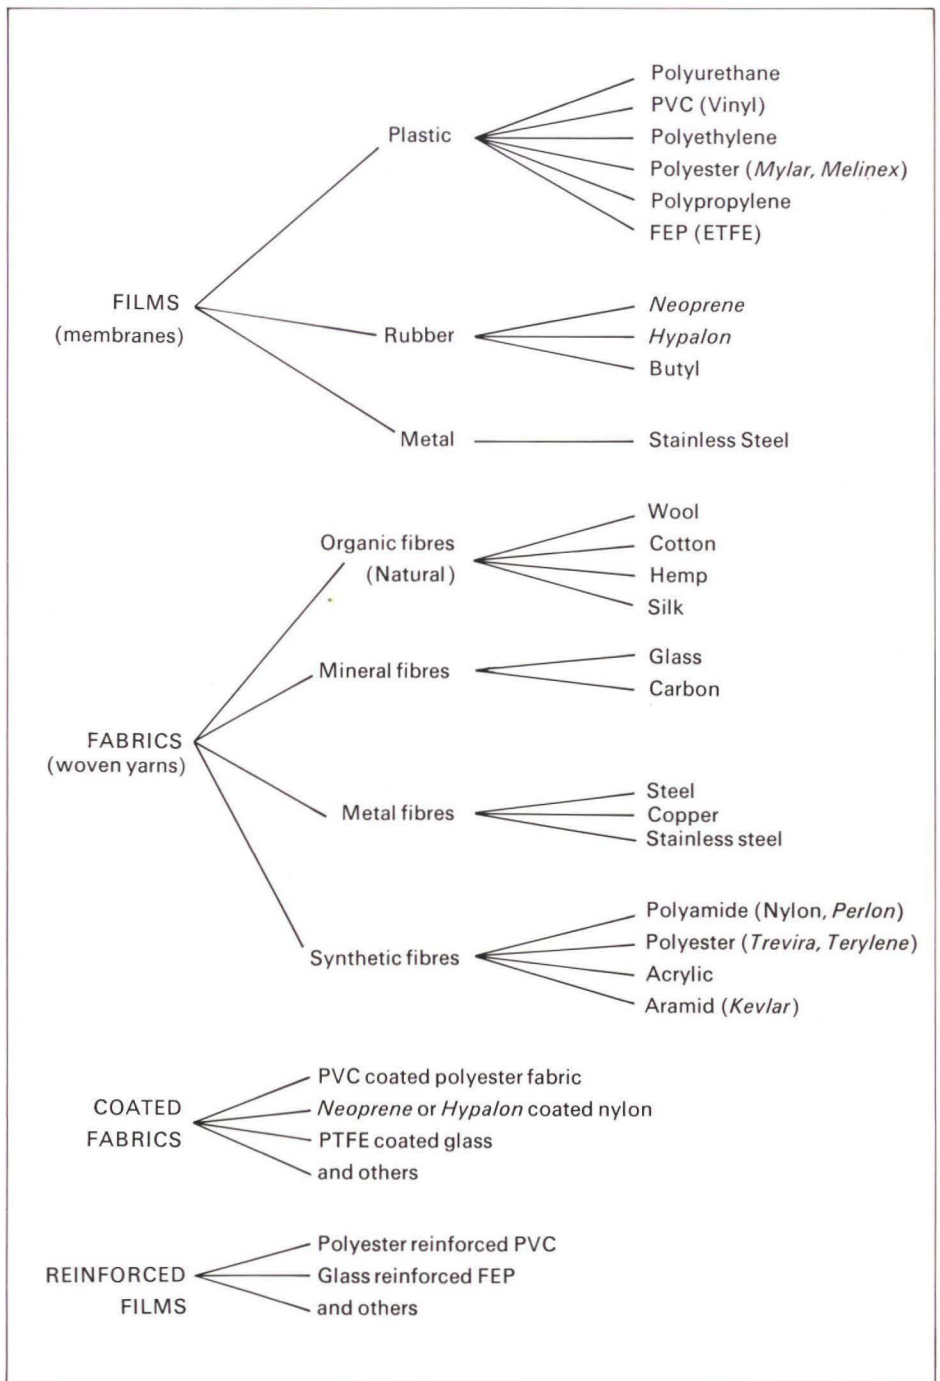 Polyurethane
PVC (Vinyl)
Plastic
Polyethylene
Polyester (Mylar, Melinex)
Polypropylene
FEP (ETFE)
FILMS
(membranes)
Neoprene
Rubber
Hypalon
Butyl
Metal
Stainless Steel
Organic fibres
(Natural)
Wool
Cotton
Hemp
Silk
Mineral fibres
Glass
Carbon
FABRICS
(woven yarns)
Metal fibres
Steel
Copper
Stainless steel
Synthetic fibres
Polyamide (Nylon, Perlon)
Polyester (Trevira, Terylene)
Acrylic
Aramid (Kevlar)
COATED
FABRICS
PVC coated polyester fabric
Neoprene or Hypalon coated nylon
PTFE coated glass
and others
REINFORCED
FILMS
Polyester reinforced PVC
Glass reinforced FEP
and others